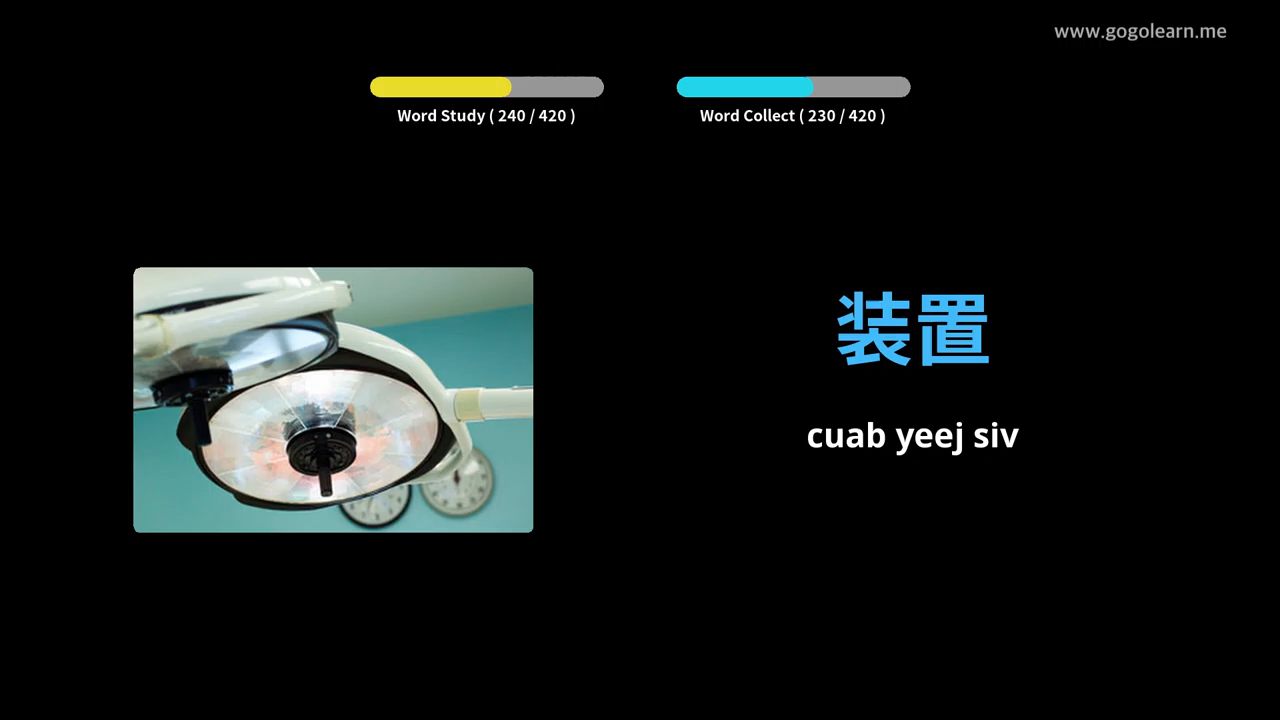 www.gogolearn.me
Word Study ( 240 / 420 )
Word Collect ( 230 / 420 )
装置
cuab yeej siv